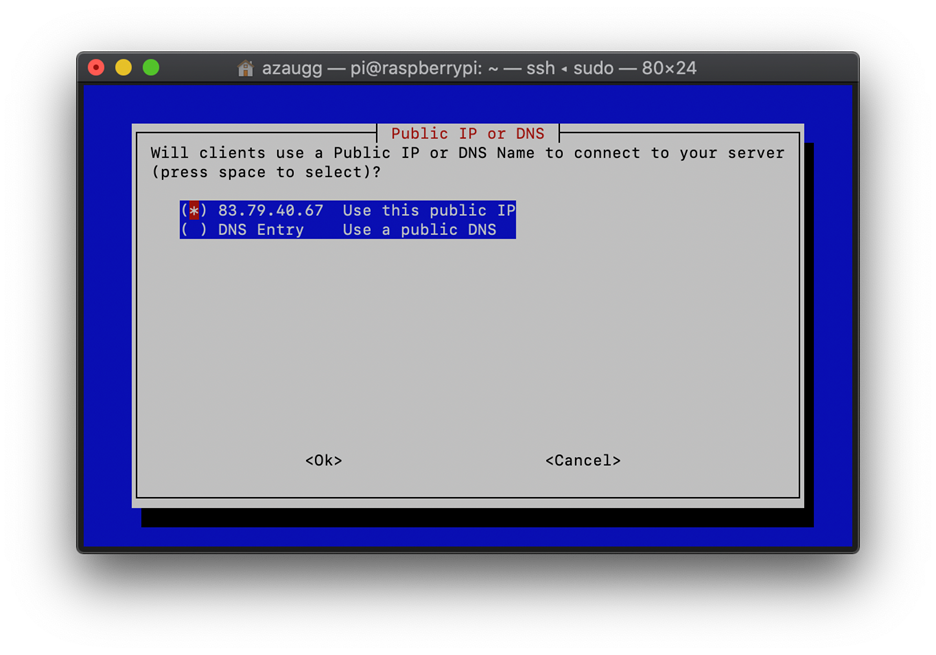 azaugg — pi@raspberrypi: ~ — ssh ◂ sudo — 80×24
Public IP or DNS
Will clients use a Public IP or DNS Name to connect to your server
(press space to select)?
(*) 83.79.40.67  Use this public IP
( ) DNS Entry    Use a public DNS
<Ok>    <Cancel>